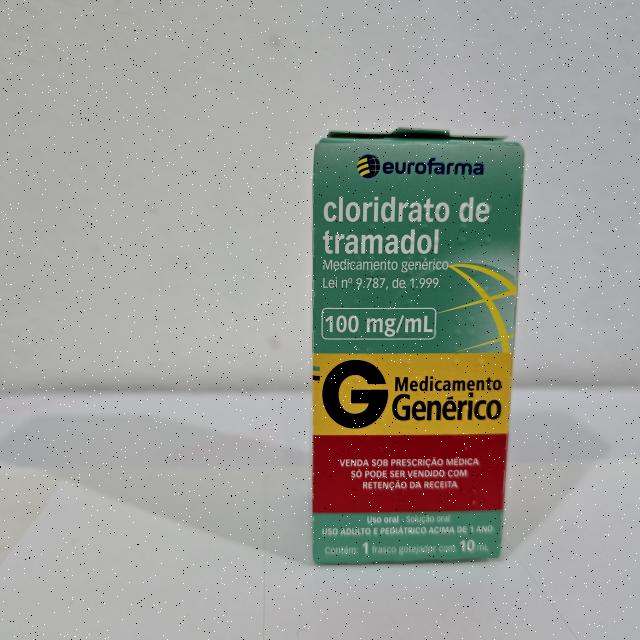 eurofarma
cloridrato de
tramadol
Medicamento genérico
Lei nº 9.787, de 1.999
100 mg/mL
G Medicamento
Genérico
VENDA SOB PRESCRIÇÃO MÉDICA
SÓ PODE SER VENDIDO COM
RETENÇÃO DA RECEITA
Uso oral - Solução oral
USO ADULTO E PEDIÁTRICO ACIMA DE 1 ANO
Contém: 1 frasco gotejador com 10 mL